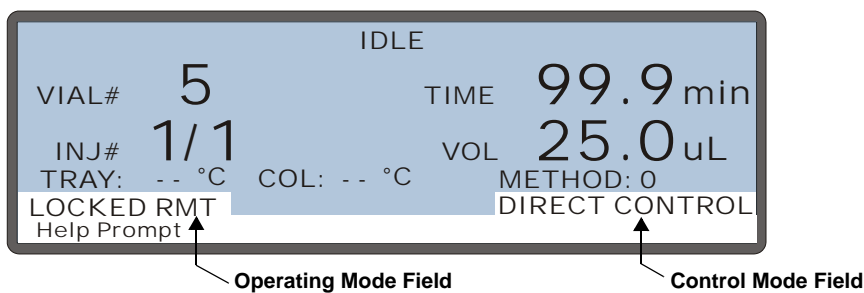 IDLE
VIAL# 5 TIME 99.9 min
INJ# 1/1 VOL 25.0 uL
TRAY: -- °C COL: -- °C METHOD: 0
LOCKED RMT DIRECT CONTROL
Help Prompt
Operating Mode Field Control Mode Field